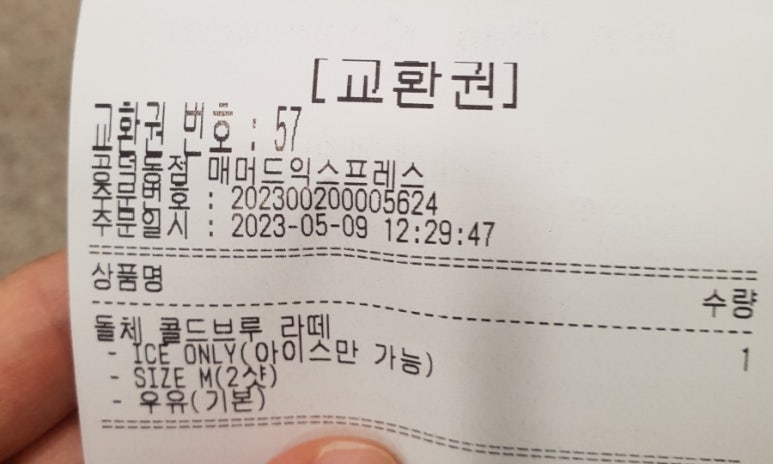 [교환권]
교환권 번호 : 57
공덕동점 매머드익스프레스
주문번호 : 202300200005624
주문일시 : 2023-05-09 12:29:47
상품명 수량
돌체 콜드브루 라떼 1
- ICE ONLY(아이스만 가능)
- SIZE M(2샷)
- 우유(기본)